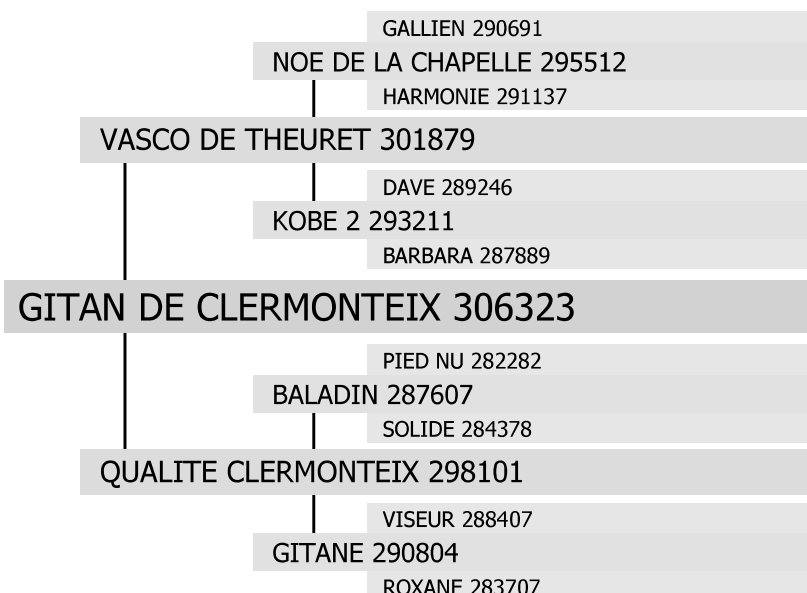 GALLIEN 290691
NOE DE LA CHAPELLE 295512
HARMONIE 291137
VASCO DE THEURET 301879
DAVE 289246
KOBE 2 293211
BARBARA 287889
GITAN DE CLERMONTEIX 306323
PIED NU 282282
BALADIN 287607
SOLIDE 284378
QUALITE CLERMONTEIX 298101
VISEUR 288407
GITANE 290804
ROXANE 283707